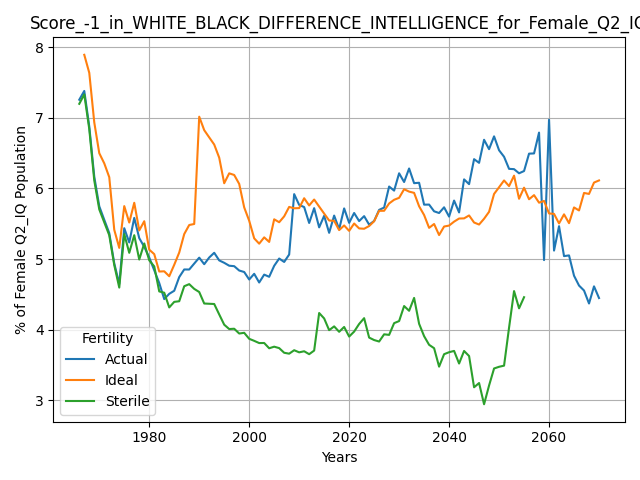 Score_-1_in_WHITE_BLACK_DIFFERENCE_INTELLIGENCE_for_Female_Q2_IQ
% of Female Q2_IQ Population
8
7
6
5
4
3
Fertility
Actual
Ideal
Sterile
1980 2000 2020 2040 2060
Years